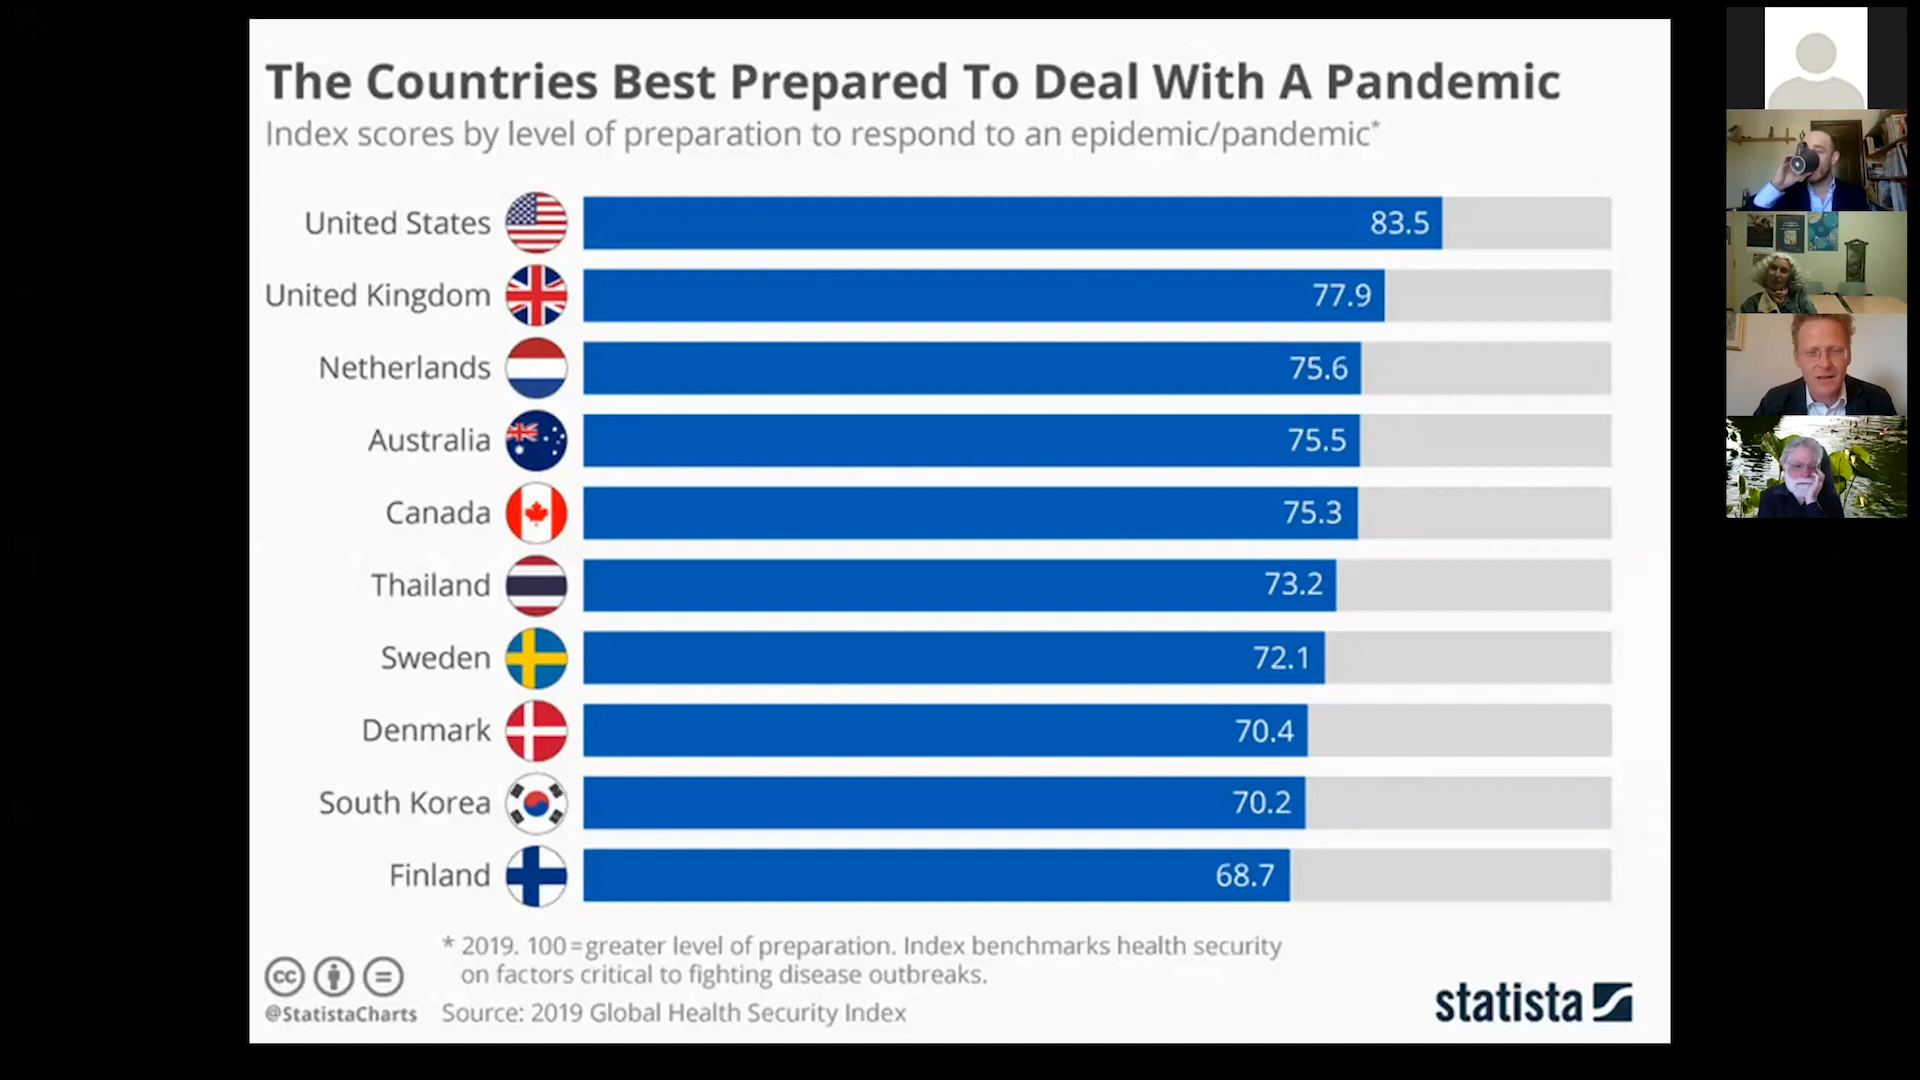 The Countries Best Prepared To Deal With A Pandemic
Index scores by level of preparation to respond to an epidemic/pandemic*
United States 83.5
United Kingdom 77.9
Netherlands 75.6
Australia 75.5
Canada 75.3
Thailand 73.2
Sweden 72.1
Denmark 70.4
South Korea 70.2
Finland 68.7
* 2019. 100=greater level of preparation. Index benchmarks health security
on factors critical to fighting disease outbreaks.
cc
@StatistaCharts
Source: 2019 Global Health Security Index
statista